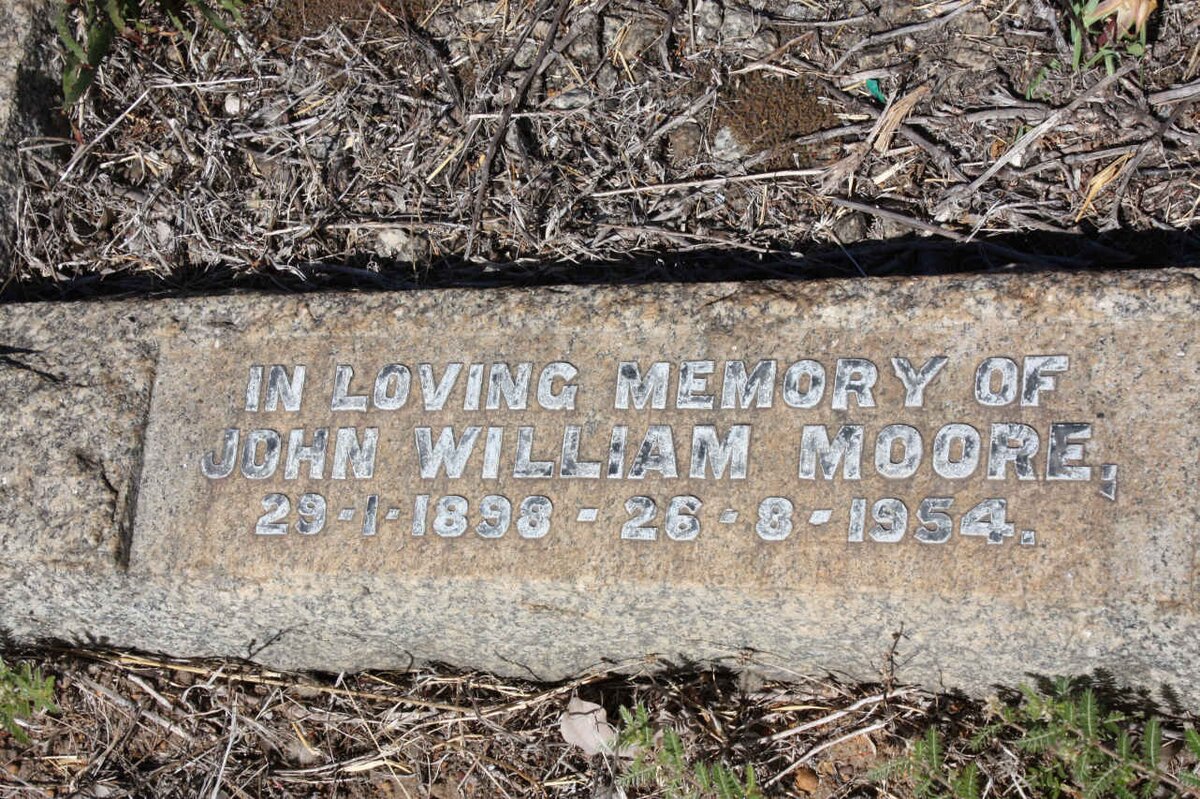 IN LOVING MEMORY OF
JOHN WILLIAM MOORE,
29-1-1898 - 26-8-1954.